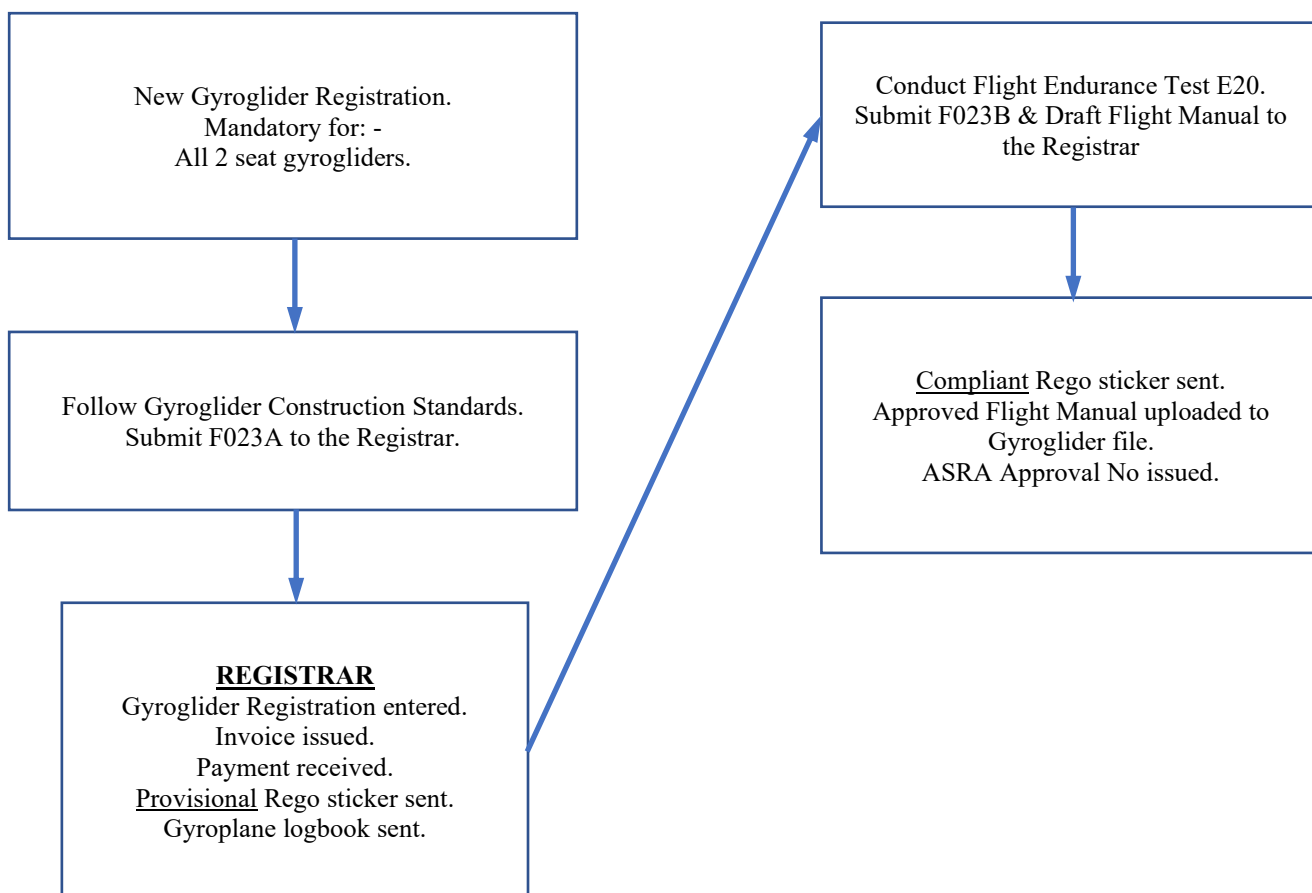 New Gyroglider Registration.
Mandatory for: -
All 2 seat gyrogliders.
Follow Gyroglider Construction Standards.
Submit F023A to the Registrar.
REGISTRAR
Gyroglider Registration entered.
Invoice issued.
Payment received.
Provisional Rego sticker sent.
Gyroplane logbook sent.
Conduct Flight Endurance Test E20.
Submit F023B & Draft Flight Manual to
the Registrar
Compliant Rego sticker sent.
Approved Flight Manual uploaded to
Gyroglider file.
ASRA Approval No issued.